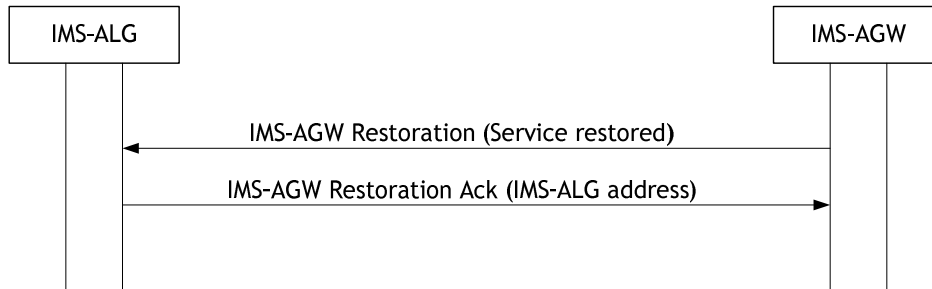 IMS-ALG
IMS-AGW
IMS-AGW Restoration (Service restored)
IMS-AGW Restoration Ack (IMS-ALG address)